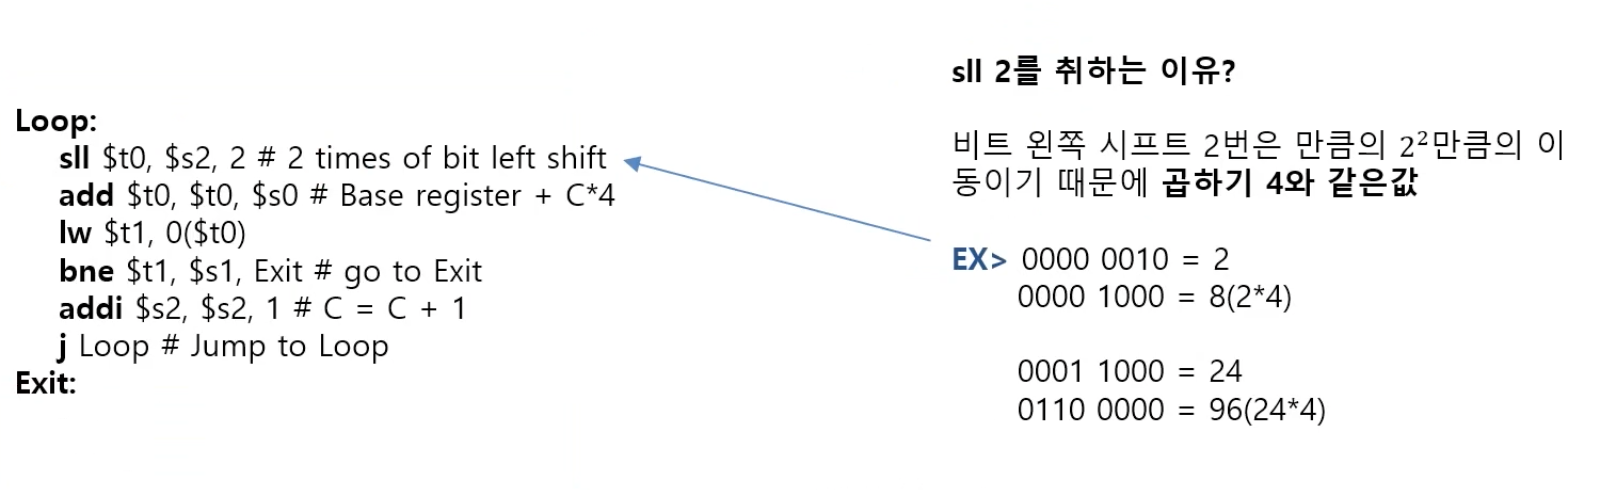 Loop:
sll $t0, $s2, 2 # 2 times of bit left shift
add $t0, $t0, $s0 # Base register + C*4
lw $t1, 0($t0)
bne $t1, $s1, Exit # go to Exit
addi $s2, $s2, 1 # C = C + 1
j Loop # Jump to Loop
Exit:
sll 2를 취하는 이유?
비트 왼쪽 시프트 2번은 만큼의 2²만큼의 이
동이기 때문에 곱하기 4와 같은값
EX> 0000 0010 = 2
0000 1000 = 8(2*4)
0001 1000 = 24
0110 0000 = 96(24*4)